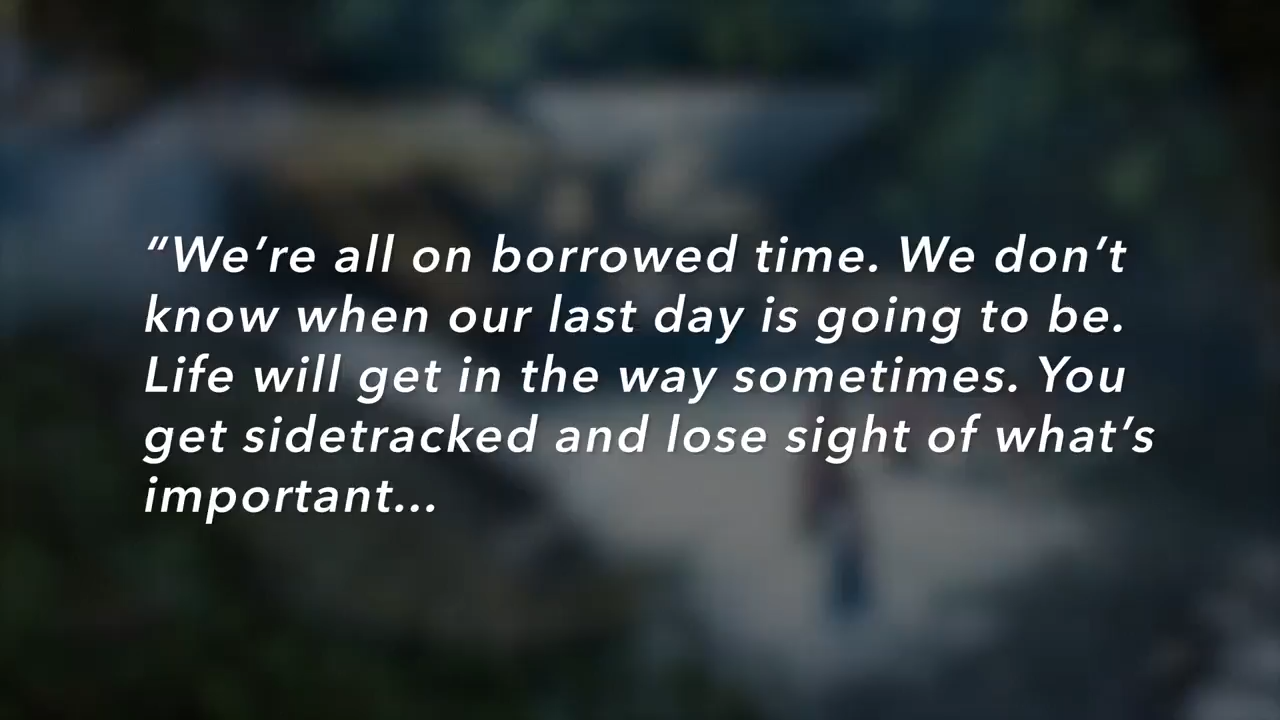 “We’re all on borrowed time. We don’t
know when our last day is going to be.
Life will get in the way sometimes. You
get sidetracked and lose sight of what’s
important...